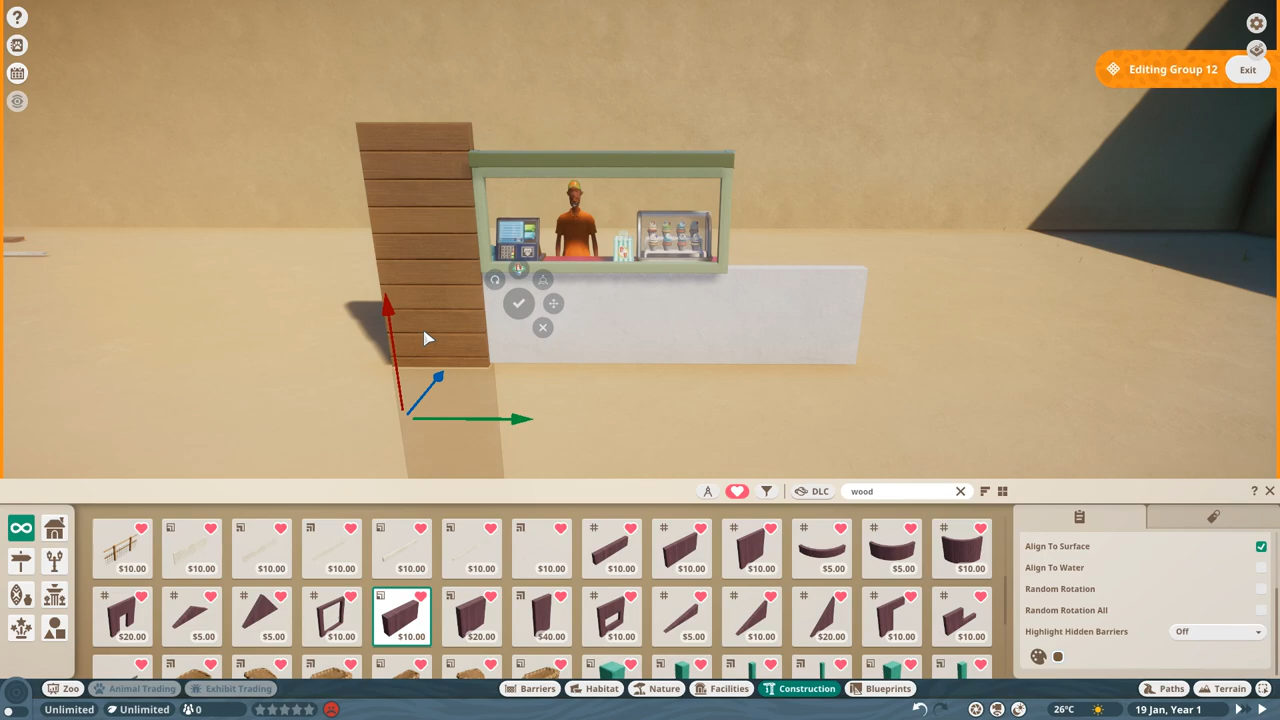 ?
Editing Group 12
Exit
DLC
wood
?
$10.00 $10.00 $10.00 $10.00 $10.00 $10.00 $10.00 $10.00 $10.00 $10.00 $5.00 $5.00 $10.00
$20.00 $5.00 $5.00 $10.00 $10.00 $20.00 $40.00 $10.00 $5.00 $10.00 $20.00 $10.00 $10.00
Align To Surface
Align To Water
Random Rotation
Random Rotation All
Highlight Hidden Barriers Off
Zoo Animal Trading Exhibit Trading Barriers Habitat Nature Facilities Construction Blueprints Paths Terrain
Unlimited Unlimited 0 26°C 19 Jan, Year 1